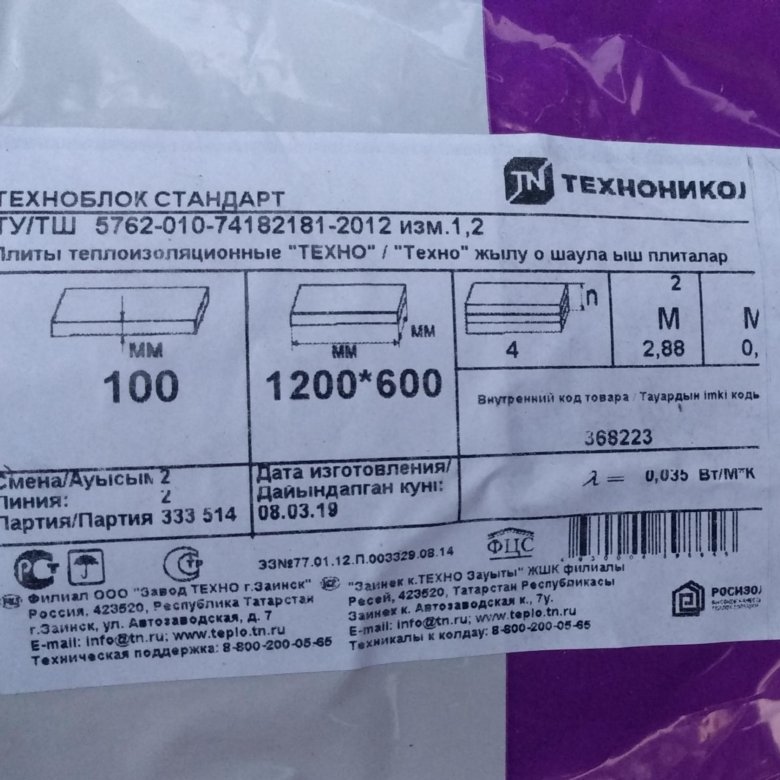 TN ТЕХНОНИКОЛ
ТЕХНОБЛОК СТАНДАРТ
ТУ/ТШ 5762-010-74182181-2012 изм.1,2
Плиты теплоизоляционные "ТЕХНО" / "Техно" жылу о шаула ыш плиталар
мм
100
мм
мм
1200*600
n
4
2
М
2,88
М
0,
Внутренний код товара / Тауардын imki коды
368223
Смена/Ауысым 2
Линия: 2
Партия/Партия 333 514
Дата изготовления/
Дайындапган күні:
08.03.19
λ = 0,035 Вт/М*К
ЭЗ№77.01.12.П.003329.08.14
ФЦС
Филиал ООО "Завод ТЕХНО г.Заинск"
Россия, 423520, Республика Татарстан
г.Заинск, ул. Автозаводская, д. 7
E-mail: info@tn.ru; www.teplo.tn.ru
Техническая поддержка: 8-800-200-05-65
"Заинек к.ТЕХНО Зауыты" ЖШК филиалы
Ресей, 423520, Татарстан Республикасы
Заинек к. Автозаводская к., 7у.
E-mail: info@tn.ru; www.teplo.tn.ru
Техникалы к колдау: 8-800-200-05-65
РОСИЗОЛ